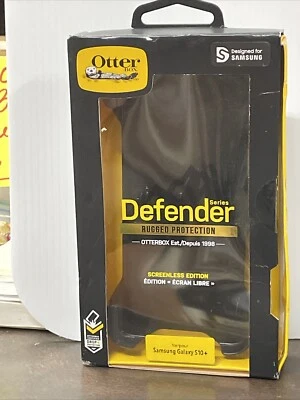 Otter
BOX
Designed for
SAMSUNG
Series
Defender
RUGGED PROTECTION
OTTERBOX Est./Depuis 1998
SCREENLESS EDITION
ÉDITION « ÉCRAN LIBRE »
Samsung Galaxy S10+